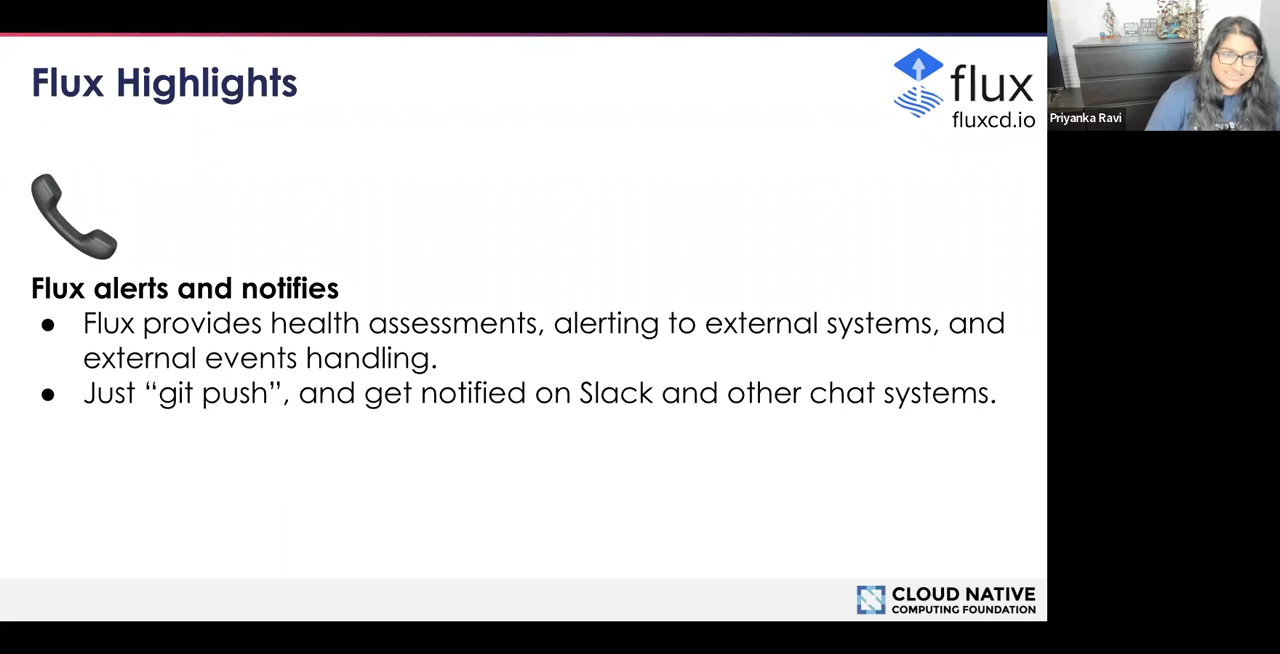 Flux Highlights
flux
fluxcd.io
Priyanka Ravi
Flux alerts and notifies
● Flux provides health assessments, alerting to external systems, and
external events handling.
● Just “git push”, and get notified on Slack and other chat systems.
CLOUD NATIVE
COMPUTING FOUNDATION